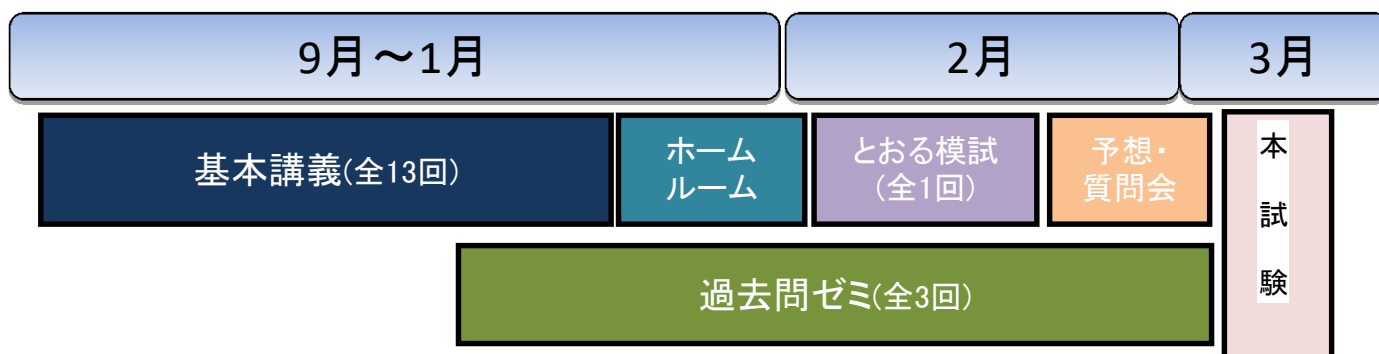 9月～1月
2月
3月
基本講義(全13回)
ホーム
ルーム
とおる模試
(全1回)
予想・
質問会
本
試
験
過去問ゼミ(全3回)